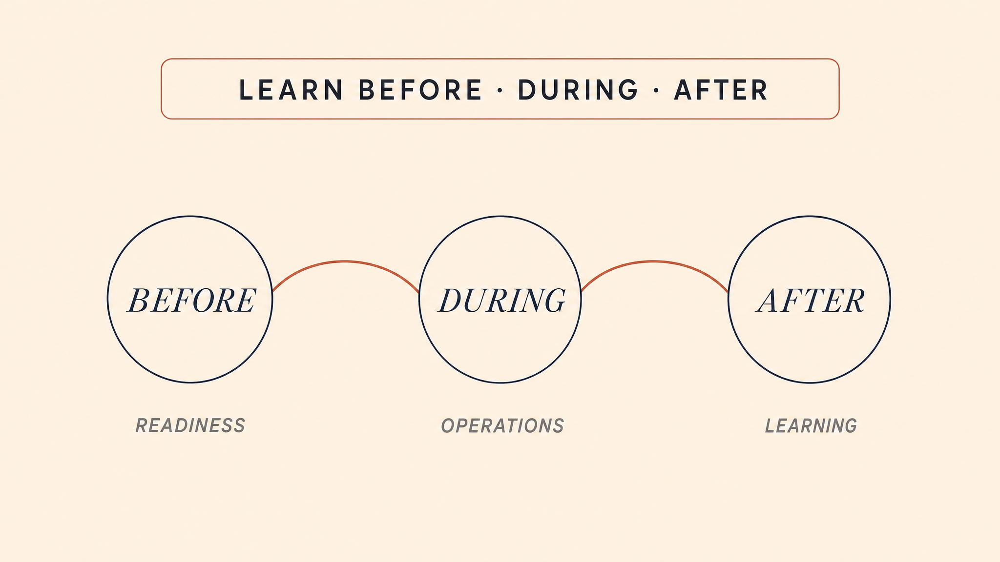 LEARN BEFORE · DURING · AFTER
BEFORE
DURING
AFTER
READINESS
OPERATIONS
LEARNING